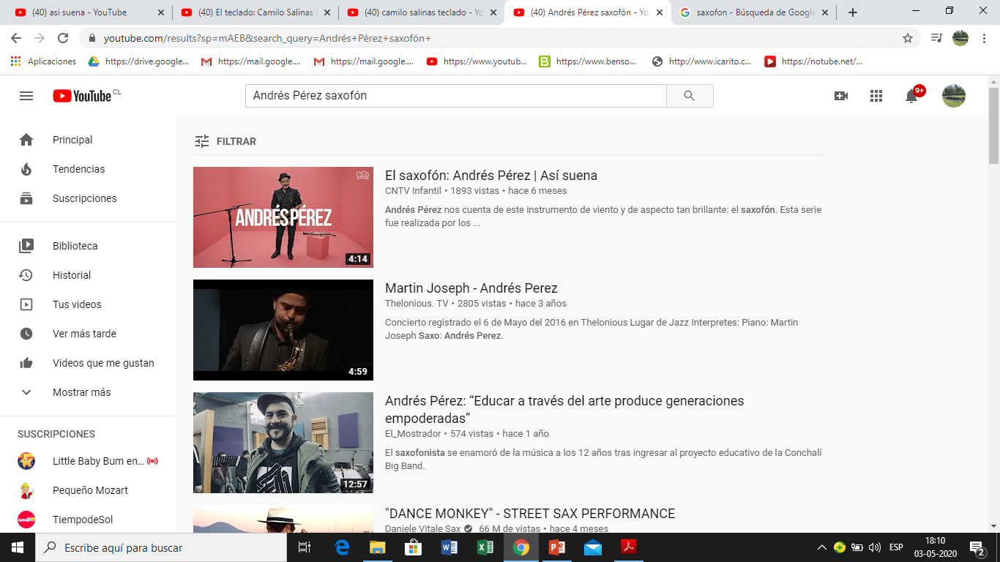 (40) asi suena - YouTube
(40) El teclado: Camilo Salinas |
(40) camilo salinas teclado - Yo
(40) Andrés Pérez saxofón - Yo
saxofon - Búsqueda de Google
youtube.com/results?sp=mAEB&search_query=Andrés+Pérez+saxofón+
Aplicaciones
https://drive.google...
https://mail.google....
https://mail.google....
https://www.youtub...
https://www.benso...
http://www.icarito.c...
https://notube.net/...
YouTube CL
Andrés Pérez saxofón
9+
Principal
Tendencias
Suscripciones
Biblioteca
Historial
Tus videos
Ver más tarde
Videos que me gustan
Mostrar más
SUSCRIPCIONES
Little Baby Bum en...
Pequeño Mozart
TiempodeSol
FILTRAR
ANDRÉS PÉREZ
4:14
El saxofón: Andrés Pérez | Así suena
CNTV Infantil • 1893 vistas • hace 6 meses
Andrés Pérez nos cuenta de este instrumento de viento y de aspecto tan brillante: el saxofón. Esta serie
fue realizada por los ...
4:59
Martin Joseph - Andrés Perez
Thelonious. TV • 2805 vistas • hace 3 años
Concierto registrado el 6 de Mayo del 2016 en Thelonious Lugar de Jazz Interpretes: Piano: Martin
Joseph Saxo: Andrés Perez.
12:57
Andrés Pérez: “Educar a través del arte produce generaciones
empoderadas”
El_Mostrador • 574 vistas • hace 1 año
El saxofonista se enamoró de la música a los 12 años tras ingresar al proyecto educativo de la Conchalí
Big Band.
"DANCE MONKEY" - STREET SAX PERFORMANCE
Daniele Vitale Sax 66 M de vistas • hace 4 meses
Escribe aquí para buscar
ESP
18:10
03-05-2020
2